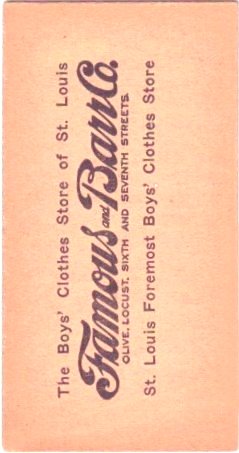 The Boys' Clothes Store of St. Louis
Famous and Barr Co.
OLIVE, LOCUST, SIXTH AND SEVENTH STREETS.
St. Louis Foremost Boys' Clothes Store